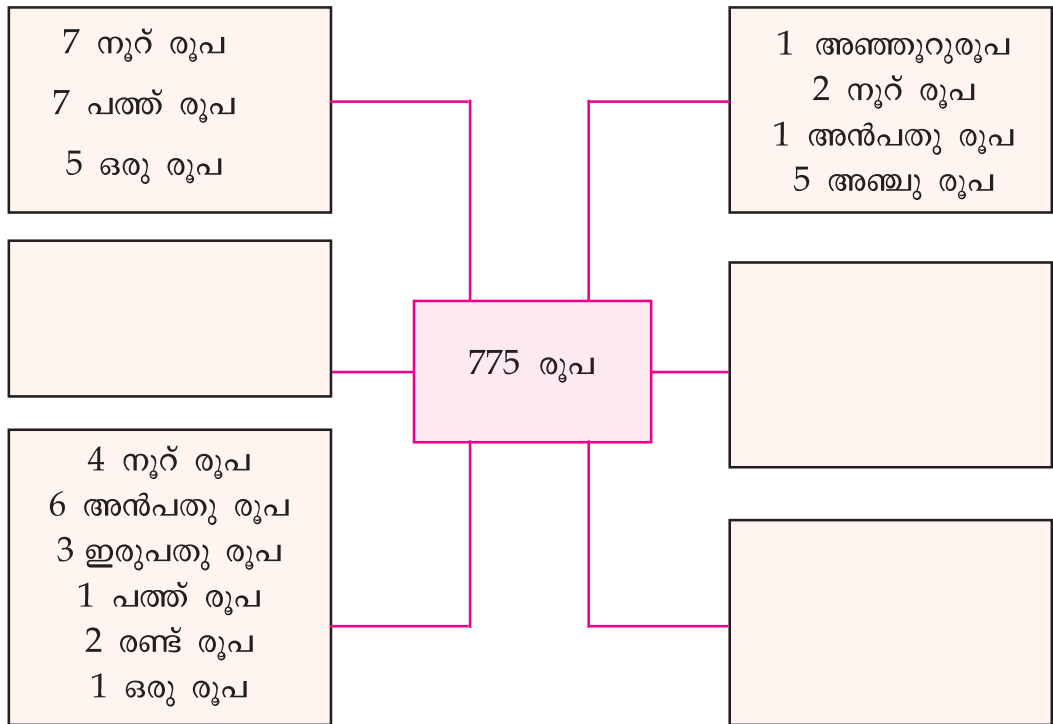 7 നൂറ് രൂപ
7 പത്ത് രൂപ
5 ഒരു രൂപ
1 അഞ്ഞൂറുരൂപ
2 നൂറ് രൂപ
1 അൻപതു രൂപ
5 അഞ്ചു രൂപ
775 രൂപ
4 നൂറ് രൂപ
6 അൻപതു രൂപ
3 ഇരുപതു രൂപ
1 പത്ത് രൂപ
2 രണ്ട് രൂപ
1 ഒരു രൂപ